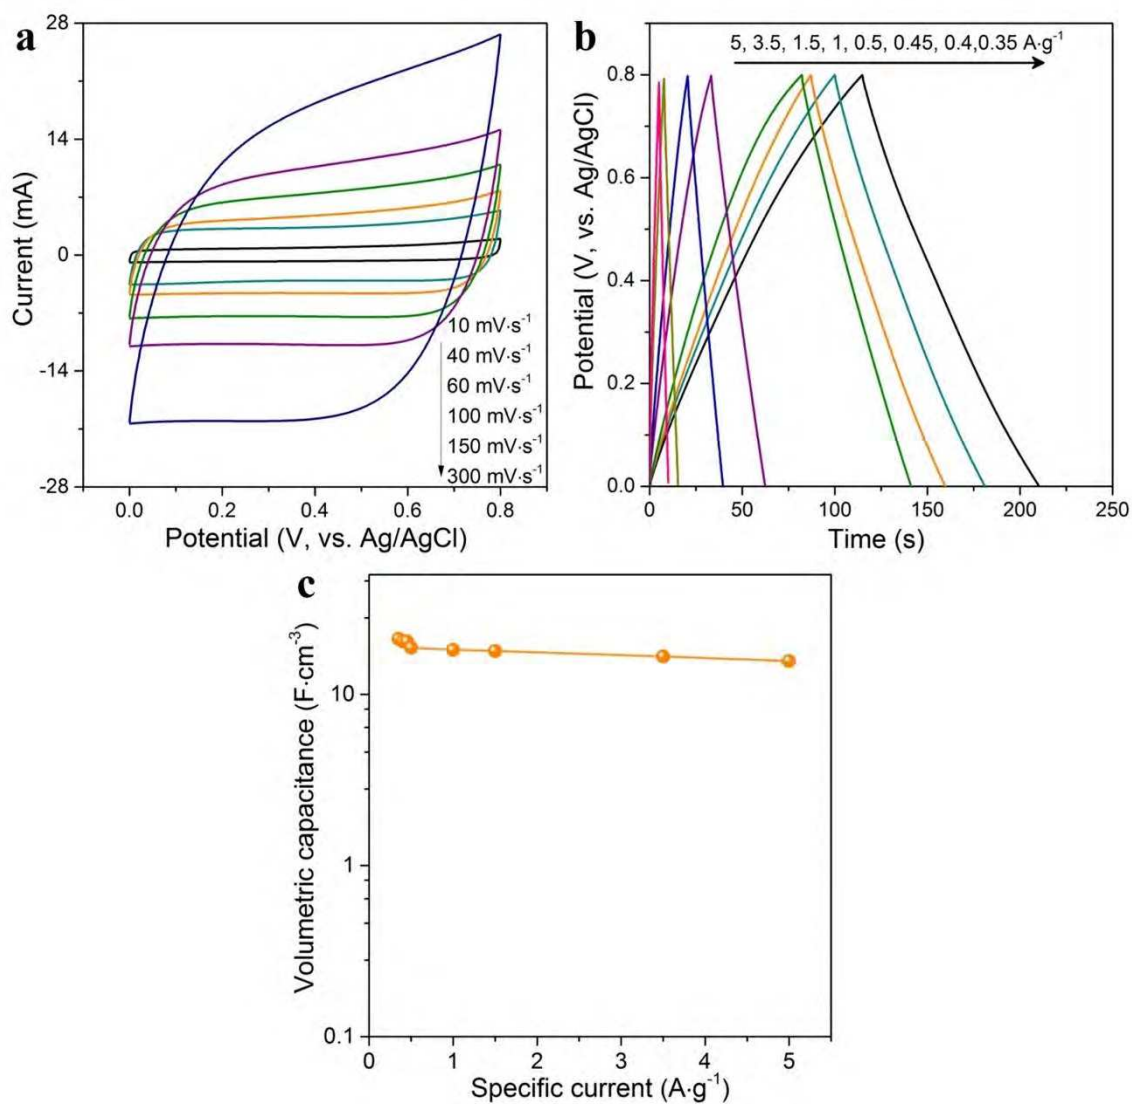 a
28
14
0
-14
-28
Current (mA)
10 mV·s⁻¹
40 mV·s⁻¹
60 mV·s⁻¹
100 mV·s⁻¹
150 mV·s⁻¹
300 mV·s⁻¹
0.0 0.2 0.4 0.6 0.8
Potential (V, vs. Ag/AgCl)
b
5, 3.5, 1.5, 1, 0.5, 0.45, 0.4,0.35 A·g⁻¹
0.8
0.6
0.4
0.2
0.0
Potential (V, vs. Ag/AgCl)
0 50 100 150 200 250
Time (s)
c
10
1
0.1
Volumetric capacitance (F·cm⁻³)
0 1 2 3 4 5
Specific current (A·g⁻¹)